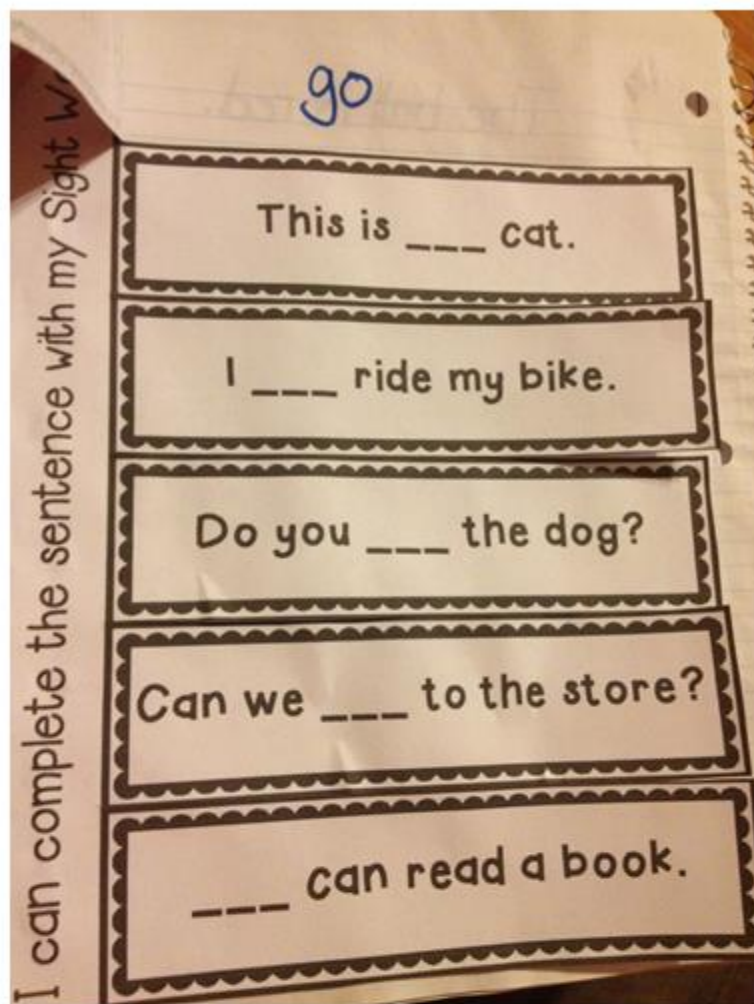 go
This is ___ cat.
I ___ ride my bike.
Do you ___ the dog?
Can we ___ to the store?
___ can read a book.
I can complete the sentence with my Sight